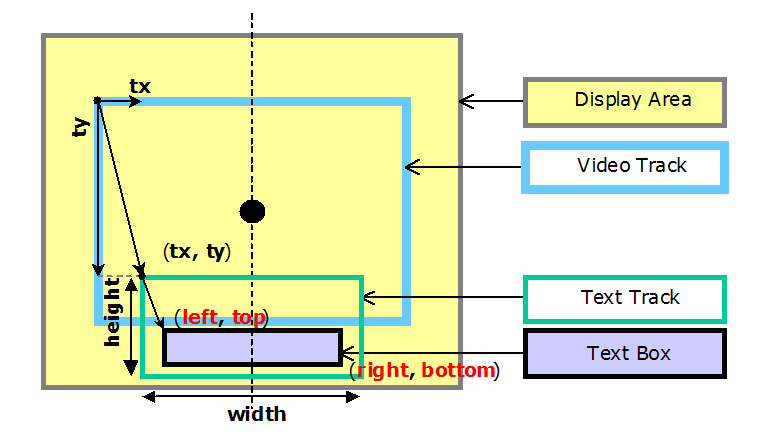 tx
Display Area
ty
Video Track
(tx, ty)
height
Text Track
(left, top)
Text Box
(right, bottom)
width